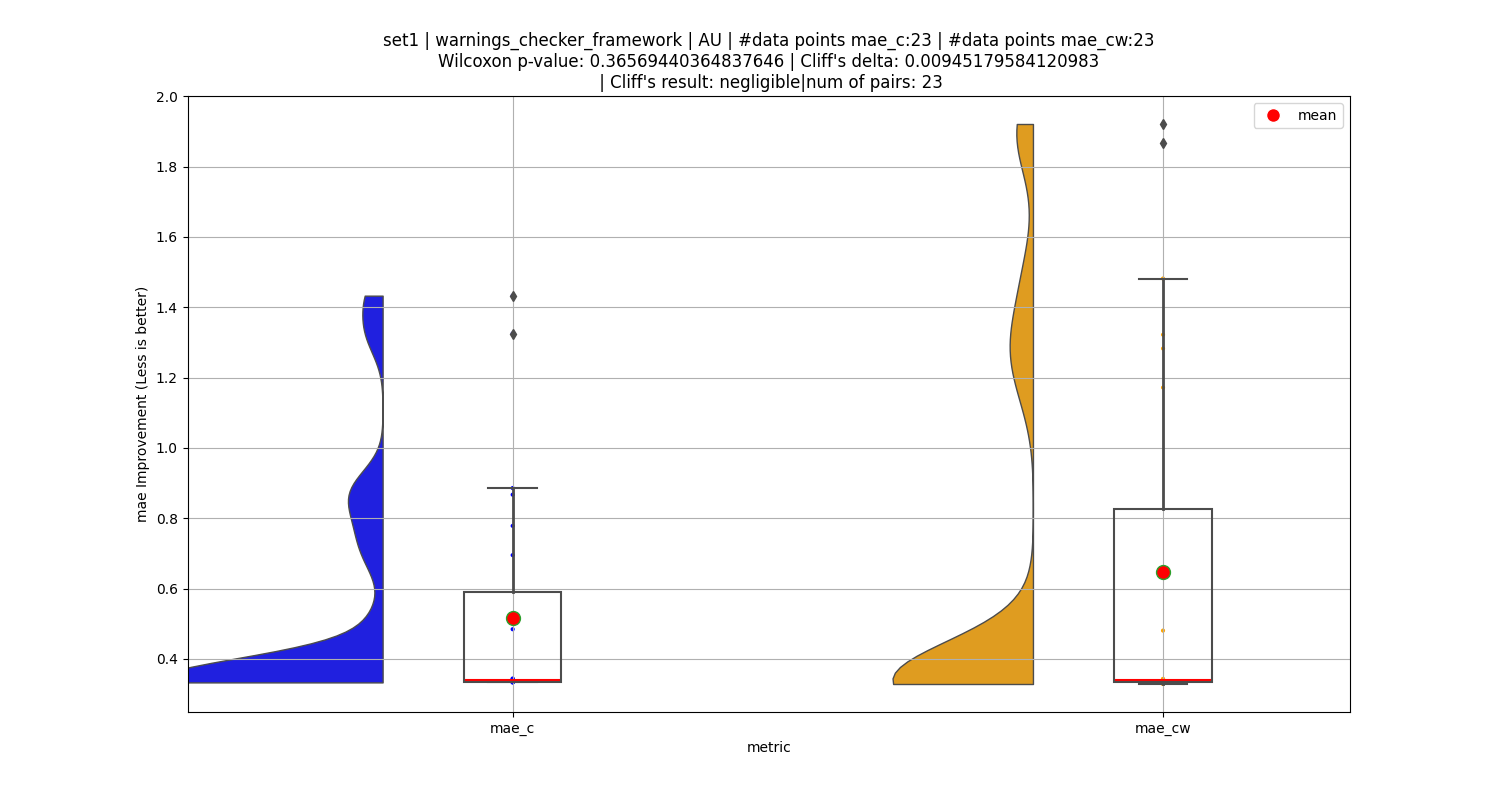 set1 | warnings_checker_framework | AU | #data points mae_c:23 | #data points mae_cw:23
Wilcoxon p-value: 0.36569440364837646 | Cliff's delta: 0.00945179584120983
| Cliff's result: negligible|num of pairs: 23
mean
2.0
1.8
1.6
1.4
1.2
1.0
0.8
0.6
0.4
mae Improvement (Less is better)
mae_c
mae_cw
metric